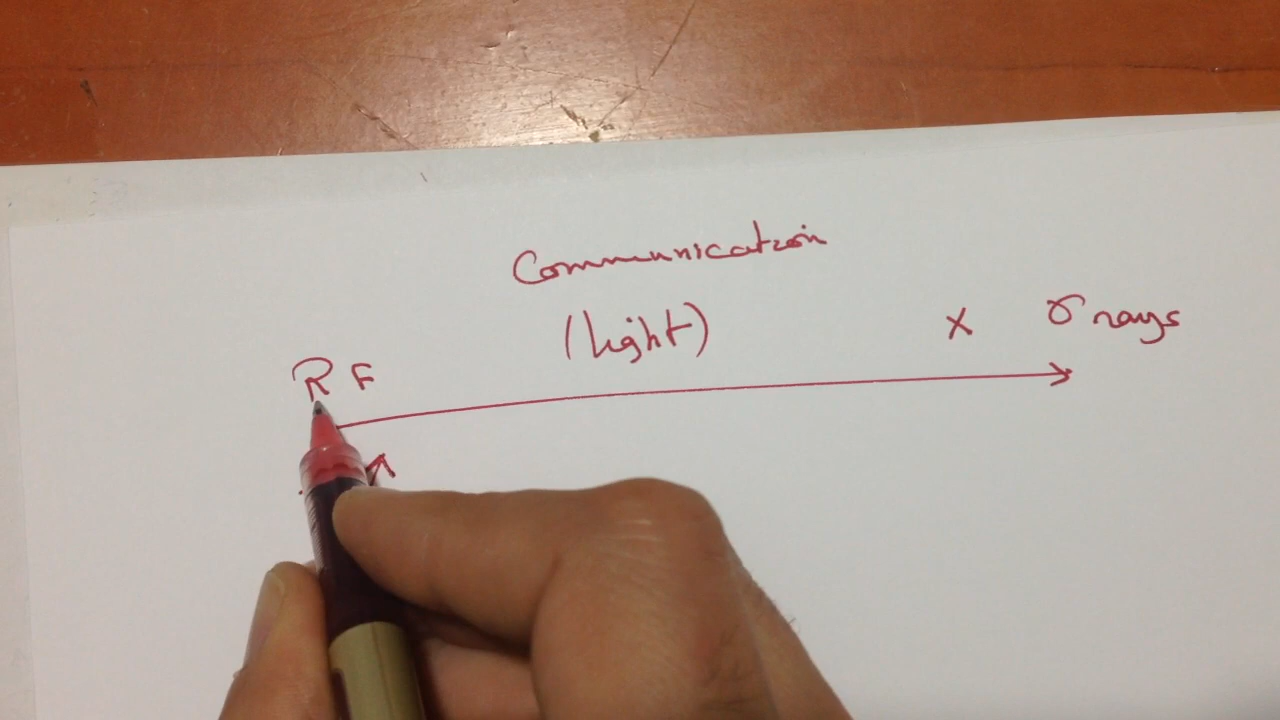 Communication
(light)
X γ rays
RF